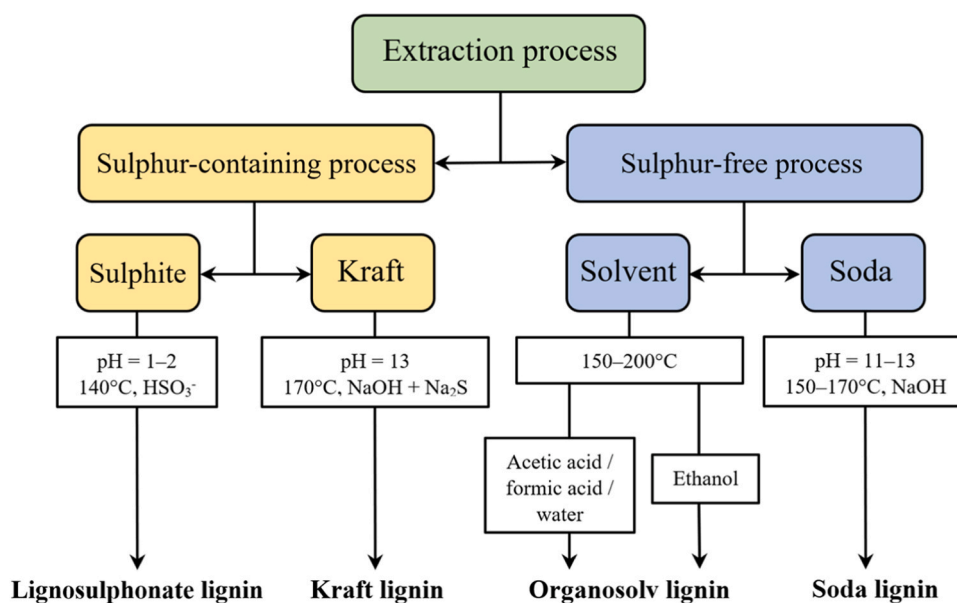 Extraction process
Sulphur-containing process
Sulphur-free process
Sulphite
Kraft
Solvent
Soda
pH = 1–2
140°C, HSO₃⁻
pH = 13
170°C, NaOH + Na₂S
150–200°C
pH = 11–13
150–170°C, NaOH
Acetic acid /
formic acid /
water
Ethanol
Lignosulphonate lignin
Kraft lignin
Organosolv lignin
Soda lignin